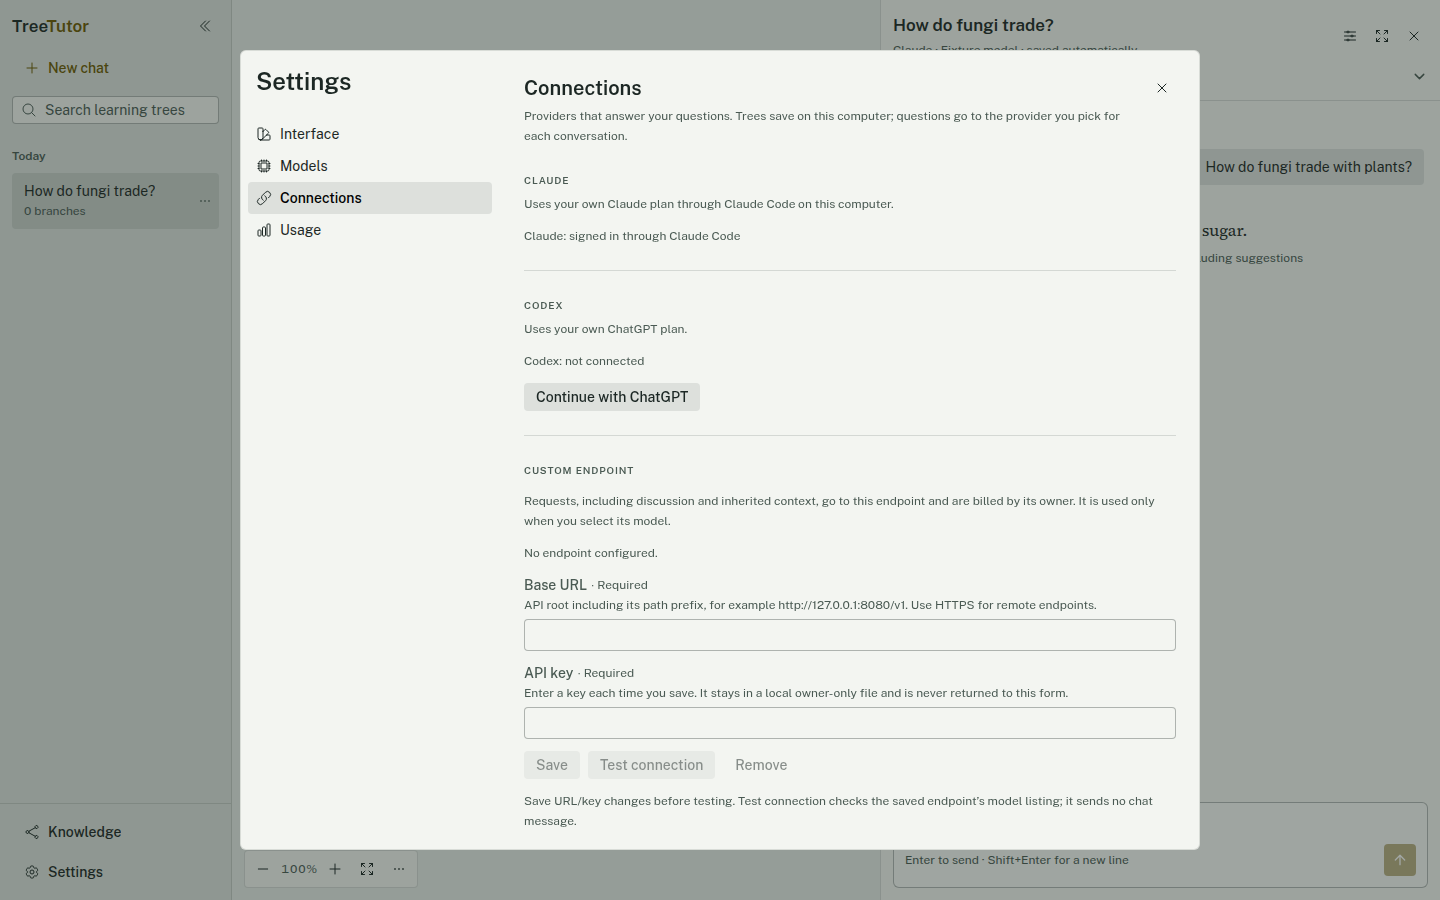 TreeTutor
New chat
Search learning trees
Today
How do fungi trade?
0 branches
Knowledge
Settings
Settings
Interface
Models
Connections
Usage
Connections
Providers that answer your questions. Trees save on this computer; questions go to the provider you pick for
each conversation.
CLAUDE
Uses your own Claude plan through Claude Code on this computer.
Claude: signed in through Claude Code
CODEX
Uses your own ChatGPT plan.
Codex: not connected
Continue with ChatGPT
CUSTOM ENDPOINT
Requests, including discussion and inherited context, go to this endpoint and are billed by its owner. It is used only
when you select its model.
No endpoint configured.
Base URL · Required
API root including its path prefix, for example http://127.0.0.1:8080/v1. Use HTTPS for remote endpoints.
API key · Required
Enter a key each time you save. It stays in a local owner-only file and is never returned to this form.
Save Test connection Remove
Save URL/key changes before testing. Test connection checks the saved endpoint's model listing; it sends no chat
message.
100%
How do fungi trade?
Claude · Fixture model · saved automatically
How do fungi trade with plants?
sugar.
suggestions
Enter to send · Shift+Enter for a new line